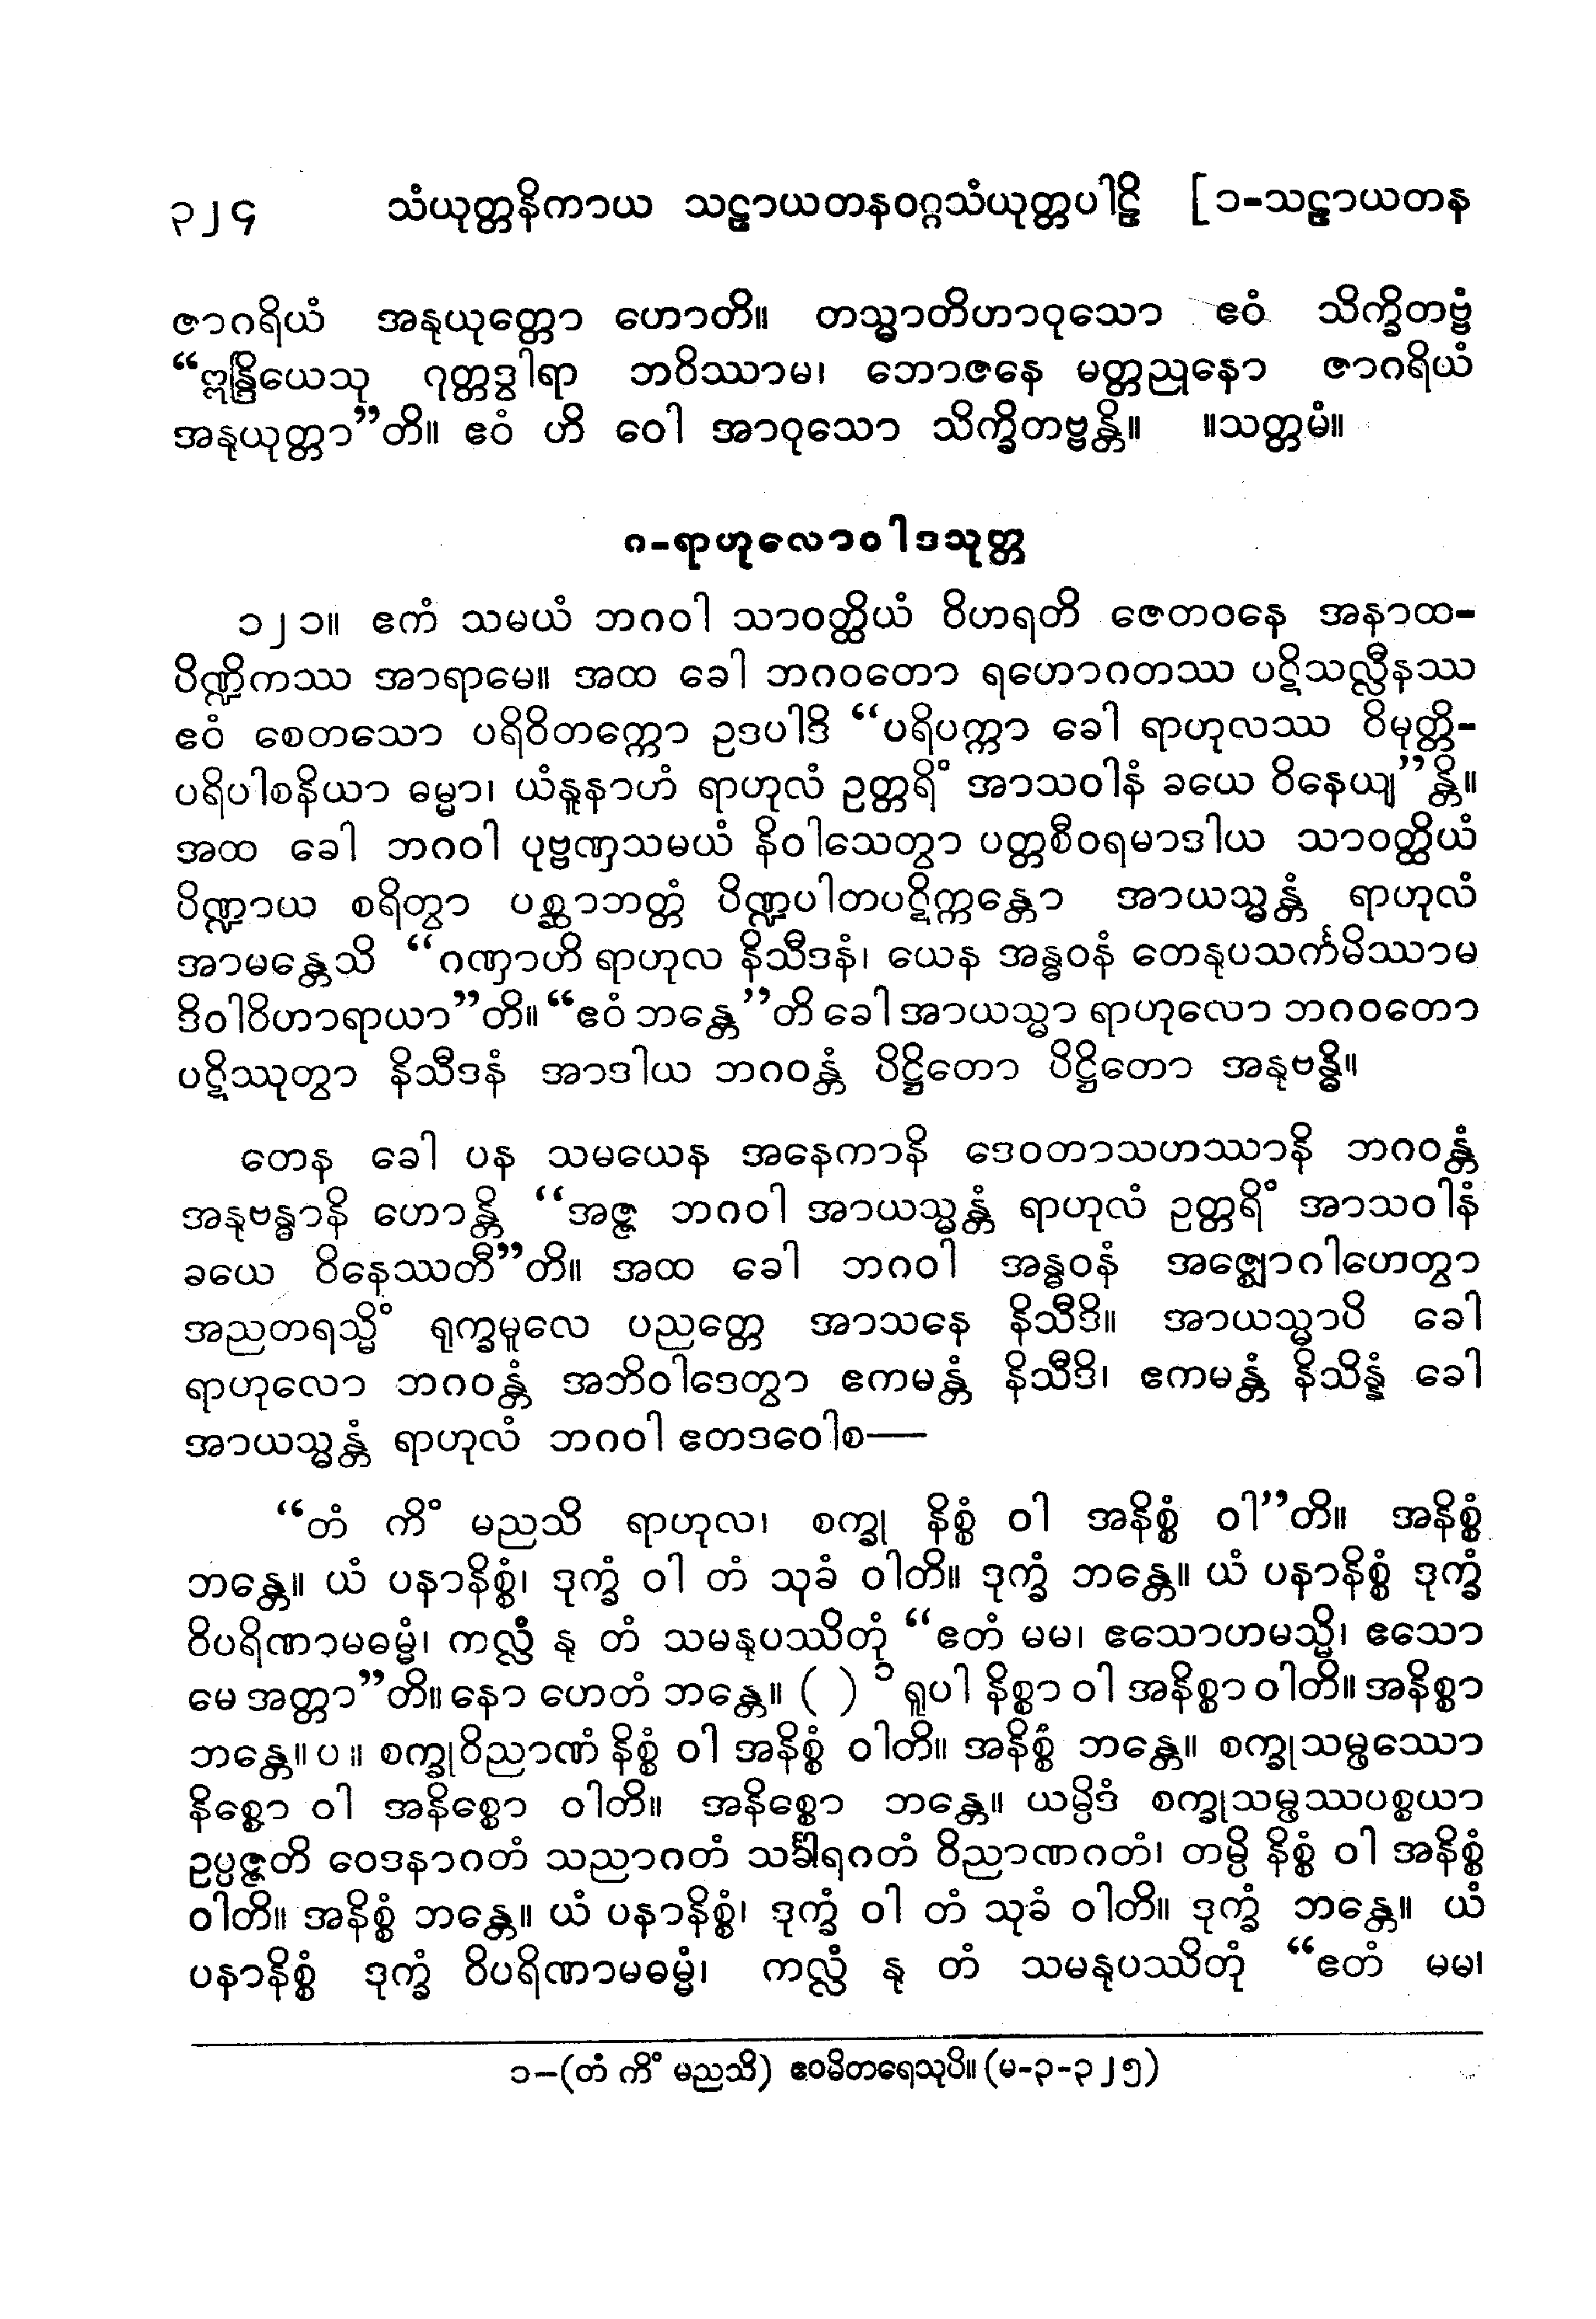 ၃၂၄ သံယုတ္တနိကာယ သဠာယတနဝဂ္ဂသံယုတ္တပါဠိ [၁-သဠာယတန
ဇာဂရိယံ အနုယုတ္တော ဟောတိ။ တသ္မာတိဟာဝုသော ဧဝံ သိက္ခိတဗ္ဗံ
“ဣန္ဒြိယေသု ဂုတ္တဒွါရာ ဘဝိဿာမ၊ ဘောဇနေ မတ္တညုနော ဇာဂရိယံ
အနုယုတ္တာ”တိ။ ဧဝံ ဟိ ဝေါ အာဝုသော သိက္ခိတဗ္ဗန္တိ။ ။သတ္တမံ။
၈-ရာဟုလောဝါဒသုတ္တ
၁၂၁။ ဧကံ သမယံ ဘဂဝါ သာဝတ္ထိယံ ဝိဟရတိ ဇေတဝနေ အနာထ-
ပိဏ္ဍိကဿ အာရာမေ။ အထ ခေါ ဘဂဝတော ရဟောဂတဿ ပဋိသလ္လီနဿ
ဧဝံ စေတသော ပရိဝိတက္ကော ဥဒပါဒိ “ပရိပက္ကာ ခေါ ရာဟုလဿ ဝိမုတ္တိ-
ပရိပါစနိယာ ဓမ္မာ၊ ယံနူနာဟံ ရာဟုလံ ဥတ္တရိံ အာသဝါနံ ခယေ ဝိနေယျ”န္တိ။
အထ ခေါ ဘဂဝါ ပုဗ္ဗဏှသမယံ နိဝါသေတွာ ပတ္တစီဝရမာဒါယ သာဝတ္ထိယံ
ပိဏ္ဍာယ စရိတွာ ပစ္ဆာဘတ္တံ ပိဏ္ဍပါတပဋိက္ကန္တော အာယသ္မန္တံ ရာဟုလံ
အာမန္တေသိ “ဂဏှာဟိ ရာဟုလ နိသီဒနံ၊ ယေန အန္ဓဝနံ တေနုပသင်္ကမိဿာမ
ဒိဝါဝိဟာရာယာ”တိ။ “ဧဝံ ဘန္တေ”တိ ခေါ အာယသ္မာ ရာဟုလော ဘဂဝတော
ပဋိဿုတွာ နိသီဒနံ အာဒါယ ဘဂဝန္တံ ပိဋ္ဌိတော ပိဋ္ဌိတော အနုဗန္ဓိ။
တေန ခေါ ပန သမယေန အနေကာနိ ဒေဝတာသဟဿာနိ ဘဂဝန္တံ
အနုဗန္ဓာနိ ဟောန္တိ “အဇ္ဇ ဘဂဝါ အာယသ္မန္တံ ရာဟုလံ ဥတ္တရိံ အာသဝါနံ
ခယေ ဝိနေဿတီ”တိ။ အထ ခေါ ဘဂဝါ အန္ဓဝနံ အဇ္ဈောဂါဟေတွာ
အညတရသ္မိံ ရုက္ခမူလေ ပညတ္တေ အာသနေ နိသီဒိ။ အာယသ္မာပိ ခေါ
ရာဟုလော ဘဂဝန္တံ အဘိဝါဒေတွာ ဧကမန္တံ နိသီဒိ၊ ဧကမန္တံ နိသိန္နံ ခေါ
အာယသ္မန္တံ ရာဟုလံ ဘဂဝါ ဧတဒဝေါစ—
“တံ ကိံ မညသိ ရာဟုလ၊ စက္ခု နိစ္စံ ဝါ အနိစ္စံ ဝါ”တိ။ အနိစ္စံ
ဘန္တေ။ ယံ ပနာနိစ္စံ၊ ဒုက္ခံ ဝါ တံ သုခံ ဝါတိ။ ဒုက္ခံ ဘန္တေ။ ယံ ပနာနိစ္စံ ဒုက္ခံ
ဝိပရိဏာမဓမ္မံ၊ ကလ္လံ နု တံ သမနုပဿိတုံ “ဧတံ မမ၊ ဧသောဟမသ္မိ၊ ဧသော
မေ အတ္တာ”တိ။ နော ဟေတံ ဘန္တေ။ ( ) ၁ ရူပါ နိစ္စာ ဝါ အနိစ္စာ ဝါတိ။ အနိစ္စာ
ဘန္တေ။ ပ ။ စက္ခုဝိညာဏံ နိစ္စံ ဝါ အနိစ္စံ ဝါတိ။ အနိစ္စံ ဘန္တေ။ စက္ခုသမ္ဖဿော
နိစ္စော ဝါ အနိစ္စော ဝါတိ။ အနိစ္စော ဘန္တေ။ ယမ္ပိဒံ စက္ခုသမ္ဖဿပစ္စယာ
ဥပ္ပဇ္ဇတိ ဝေဒနာဂတံ သညာဂတံ သင်္ခါရဂတံ ဝိညာဏဂတံ၊ တမ္ပိ နိစ္စံ ဝါ အနိစ္စံ
ဝါတိ။ အနိစ္စံ ဘန္တေ။ ယံ ပနာနိစ္စံ၊ ဒုက္ခံ ဝါ တံ သုခံ ဝါတိ။ ဒုက္ခံ ဘန္တေ။ ယံ
ပနာနိစ္စံ ဒုက္ခံ ဝိပရိဏာမဓမ္မံ၊ ကလ္လံ နု တံ သမနုပဿိတုံ “ဧတံ မမ၊
၁-(တံ ကိံ မညသိ) ဧဝမိတရေသုပိ။ (မ-၃-၃၂၅)